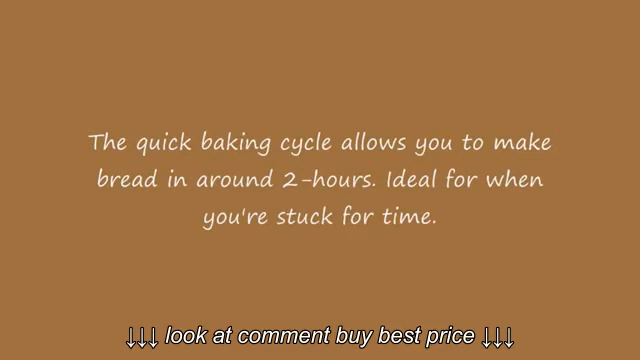 The quick baking cycle allows you to make
bread in around 2-hours. Ideal for when
you're stuck for time.
↓↓↓ look at comment buy best price ↓↓↓